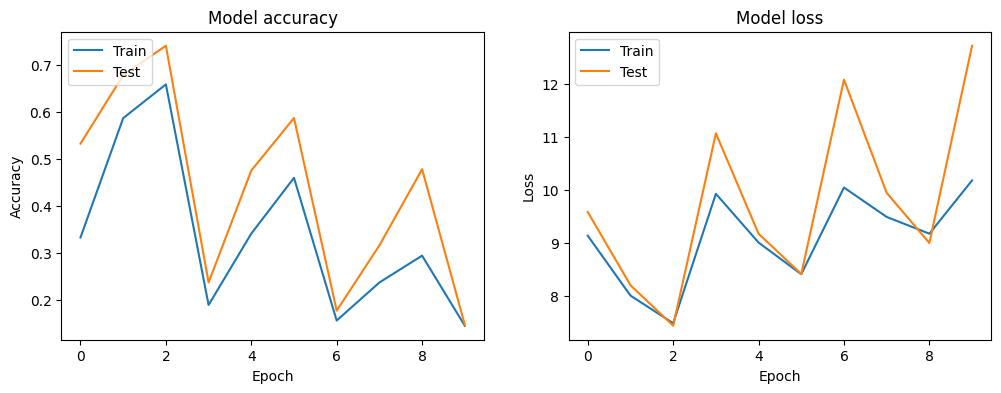 Model accuracy
Train
Test
0.7
0.6
0.5
0.4
0.3
0.2
Accuracy
0 2 4 6 8
Epoch
Model loss
Train
Test
12
11
10
9
8
Loss
0 2 4 6 8
Epoch